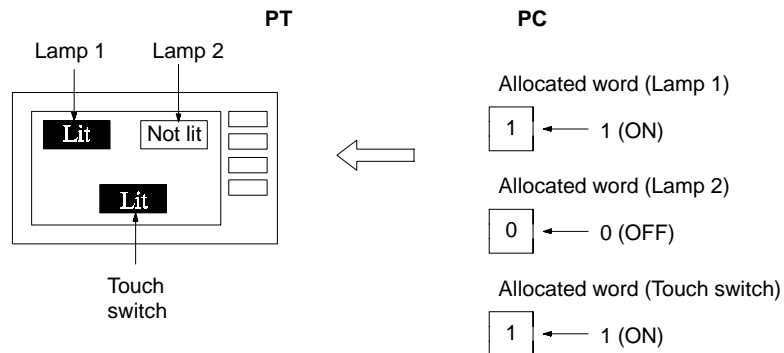 PT
PC
Lamp 1
Lamp 2
Allocated word (Lamp 1)
Lit
Not lit
1
1 (ON)
Allocated word (Lamp 2)
Lit
0
0 (OFF)
Touch
switch
Allocated word (Touch switch)
1
1 (ON)